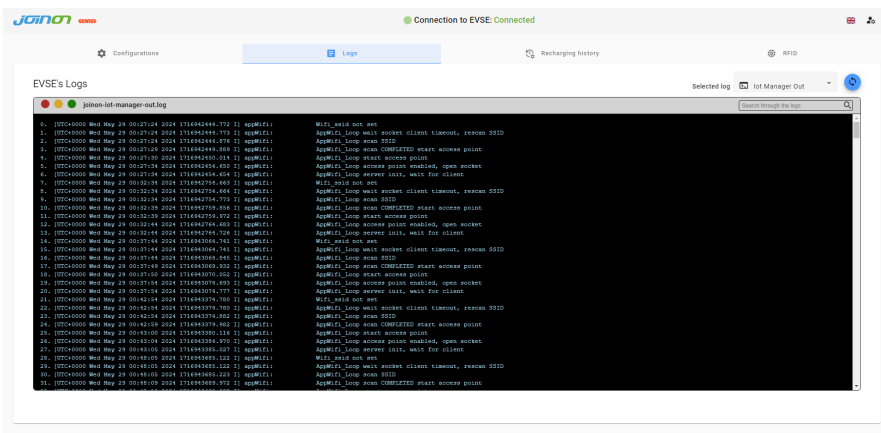 JOINON GEWISS
Connection to EVSE: Connected
Configurations
Logs
Recharging history
RFID
EVSE's Logs
Selected log
Iot Manager Out
joinon-iot-manager-out.log
Search through the logs
0. [UTC+0000 Wed May 29 00:27:24 2024 1716942444.772 I] appWifi: Wifi_ssid not set
1. [UTC+0000 Wed May 29 00:27:24 2024 1716942444.773 I] appWifi: AppWifi_Loop wait socket client timeout, rescan SSID
2. [UTC+0000 Wed May 29 00:27:24 2024 1716942444.876 I] appWifi: AppWifi_Loop scan SSID
3. [UTC+0000 Wed May 29 00:27:29 2024 1716942449.889 I] appWifi: AppWifi_Loop scan COMPLETED start access point
4. [UTC+0000 Wed May 29 00:27:30 2024 1716942450.014 I] appWifi: AppWifi_Loop start access point
5. [UTC+0000 Wed May 29 00:27:34 2024 1716942454.650 I] appWifi: AppWifi_Loop access point enabled, open socket
6. [UTC+0000 Wed May 29 00:27:34 2024 1716942454.654 I] appWifi: AppWifi_Loop server init, wait for client
7. [UTC+0000 Wed May 29 00:32:34 2024 1716942754.663 I] appWifi: Wifi_ssid not set
8. [UTC+0000 Wed May 29 00:32:34 2024 1716942754.664 I] appWifi: AppWifi_Loop wait socket client timeout, rescan SSID
9. [UTC+0000 Wed May 29 00:32:34 2024 1716942754.773 I] appWifi: AppWifi_Loop scan SSID
10. [UTC+0000 Wed May 29 00:32:39 2024 1716942759.856 I] appWifi: AppWifi_Loop scan COMPLETED start access point
11. [UTC+0000 Wed May 29 00:32:39 2024 1716942759.972 I] appWifi: AppWifi_Loop start access point
12. [UTC+0000 Wed May 29 00:32:44 2024 1716942764.683 I] appWifi: AppWifi_Loop access point enabled, open socket
13. [UTC+0000 Wed May 29 00:32:44 2024 1716942764.726 I] appWifi: AppWifi_Loop server init, wait for client
14. [UTC+0000 Wed May 29 00:37:44 2024 1716943064.741 I] appWifi: Wifi_ssid not set
15. [UTC+0000 Wed May 29 00:37:44 2024 1716943064.741 I] appWifi: AppWifi_Loop wait socket client timeout, rescan SSID
16. [UTC+0000 Wed May 29 00:37:44 2024 1716943064.845 I] appWifi: AppWifi_Loop scan SSID
17. [UTC+0000 Wed May 29 00:37:49 2024 1716943069.932 I] appWifi: AppWifi_Loop scan COMPLETED start access point
18. [UTC+0000 Wed May 29 00:37:50 2024 1716943070.052 I] appWifi: AppWifi_Loop start access point
19. [UTC+0000 Wed May 29 00:37:54 2024 1716943074.693 I] appWifi: AppWifi_Loop access point enabled, open socket
20. [UTC+0000 Wed May 29 00:37:54 2024 1716943074.777 I] appWifi: AppWifi_Loop server init, wait for client
21. [UTC+0000 Wed May 29 00:42:54 2024 1716943374.780 I] appWifi: Wifi_ssid not set
22. [UTC+0000 Wed May 29 00:42:54 2024 1716943374.780 I] appWifi: AppWifi_Loop wait socket client timeout, rescan SSID
23. [UTC+0000 Wed May 29 00:42:54 2024 1716943374.882 I] appWifi: AppWifi_Loop scan SSID
24. [UTC+0000 Wed May 29 00:42:59 2024 1716943379.982 I] appWifi: AppWifi_Loop scan COMPLETED start access point
25. [UTC+0000 Wed May 29 00:43:00 2024 1716943380.116 I] appWifi: AppWifi_Loop start access point
26. [UTC+0000 Wed May 29 00:43:04 2024 1716943384.970 I] appWifi: AppWifi_Loop access point enabled, open socket
27. [UTC+0000 Wed May 29 00:43:05 2024 1716943385.027 I] appWifi: AppWifi_Loop server init, wait for client
28. [UTC+0000 Wed May 29 00:48:05 2024 1716943685.122 I] appWifi: Wifi_ssid not set
29. [UTC+0000 Wed May 29 00:48:05 2024 1716943685.122 I] appWifi: AppWifi_Loop wait socket client timeout, rescan SSID
30. [UTC+0000 Wed May 29 00:48:05 2024 1716943685.223 I] appWifi: AppWifi_Loop scan SSID
31. [UTC+0000 Wed May 29 00:48:09 2024 1716943689.972 I] appWifi: AppWifi_Loop scan COMPLETED start access point